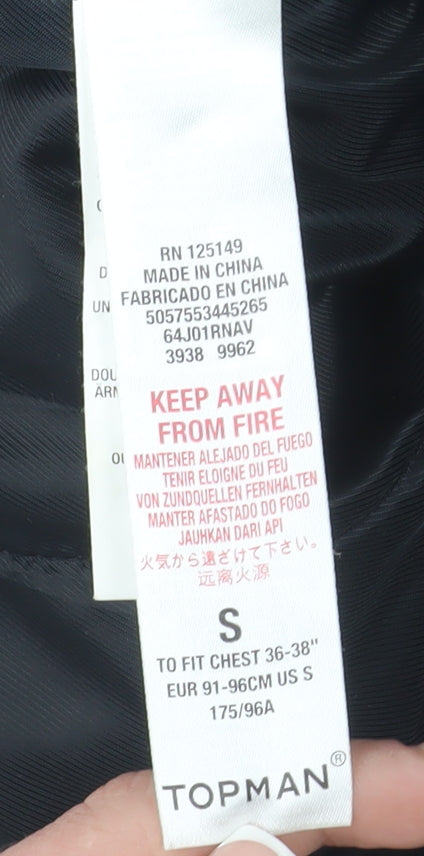 RN 125149
MADE IN CHINA
FABRICADO EN CHINA
5057553445265
64J01RNAV
3938 9962
KEEP AWAY
FROM FIRE
MANTENER ALEJADO DEL FUEGO
TENIR ELOIGNE DU FEU
VON ZUNDQUELLEN FERNHALTEN
MANTER AFASTADO DO FOGO
JAUHKAN DARI API
火気から遠ざけて下さい。
远离火源
S
TO FIT CHEST 36-38"
EUR 91-96CM US S
175/96A
TOPMAN®